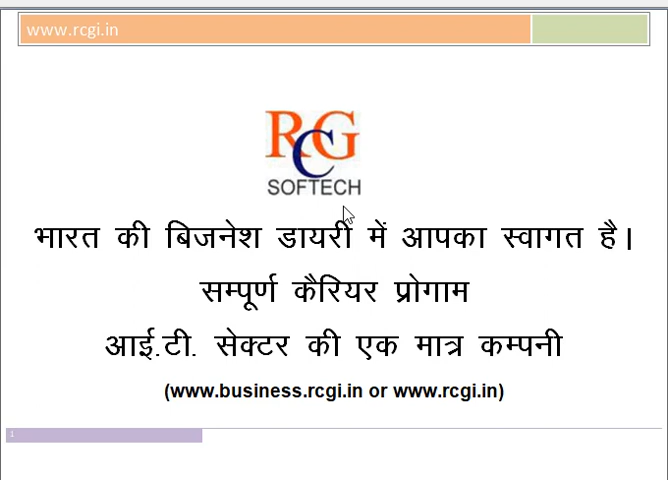 www.rcgi.in
RCG
SOFTECH
भारत की बिजनेश डायरी में आपका स्वागत है।
सम्पूर्ण कैरियर प्रोगाम
आई.टी. सेक्टर की एक मात्र कम्पनी
(www.business.rcgi.in or www.rcgi.in)
1